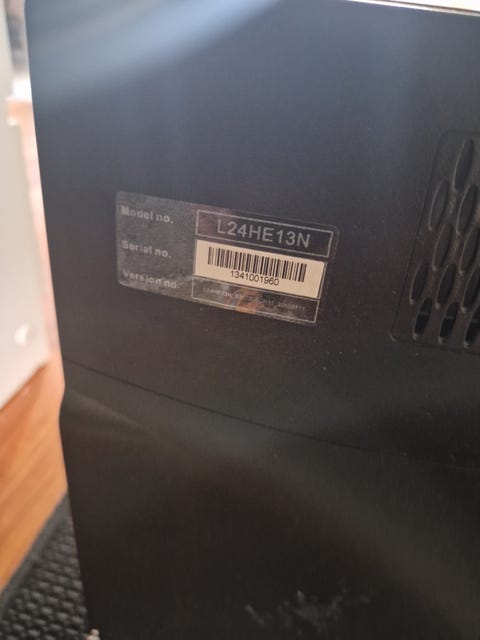 Model no. L24HE13N
Serial no.
1341001960
Version no.